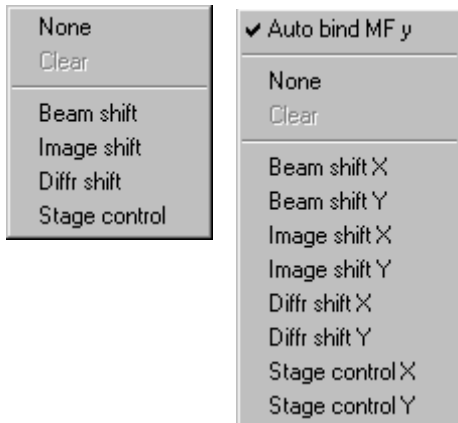 None
Clear
Beam shift
Image shift
Diffr shift
Stage control
Auto bind MF y
None
Clear
Beam shift X
Beam shift Y
Image shift X
Image shift Y
Diffr shift X
Diffr shift Y
Stage control X
Stage control Y